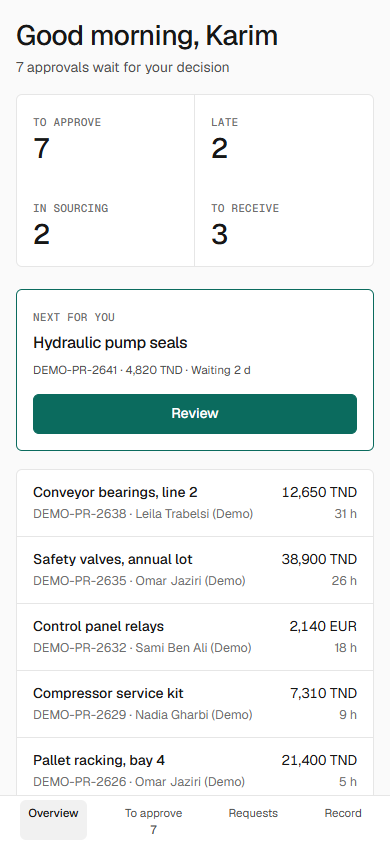 Good morning, Karim
7 approvals wait for your decision
TO APPROVE
7
LATE
2
IN SOURCING
2
TO RECEIVE
3
NEXT FOR YOU
Hydraulic pump seals
DEMO-PR-2641 · 4,820 TND · Waiting 2 d
Review
Conveyor bearings, line 2 12,650 TND
DEMO-PR-2638 · Leila Trabelsi (Demo) 31 h
Safety valves, annual lot 38,900 TND
DEMO-PR-2635 · Omar Jaziri (Demo) 26 h
Control panel relays 2,140 EUR
DEMO-PR-2632 · Sami Ben Ali (Demo) 18 h
Compressor service kit 7,310 TND
DEMO-PR-2629 · Nadia Gharbi (Demo) 9 h
Pallet racking, bay 4 21,400 TND
DEMO-PR-2626 · Omar Jaziri (Demo) 5 h
Overview
To approve
7
Requests
Record